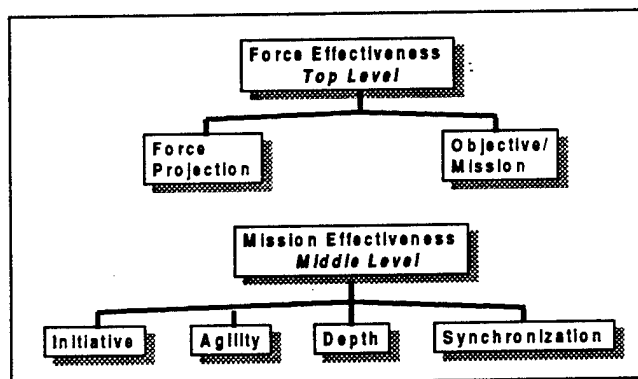 Force Effectiveness
Top Level
Force
Projection
Objective/
Mission
Mission Effectiveness
Middle Level
Initiative
Agility
Depth
Synchronization